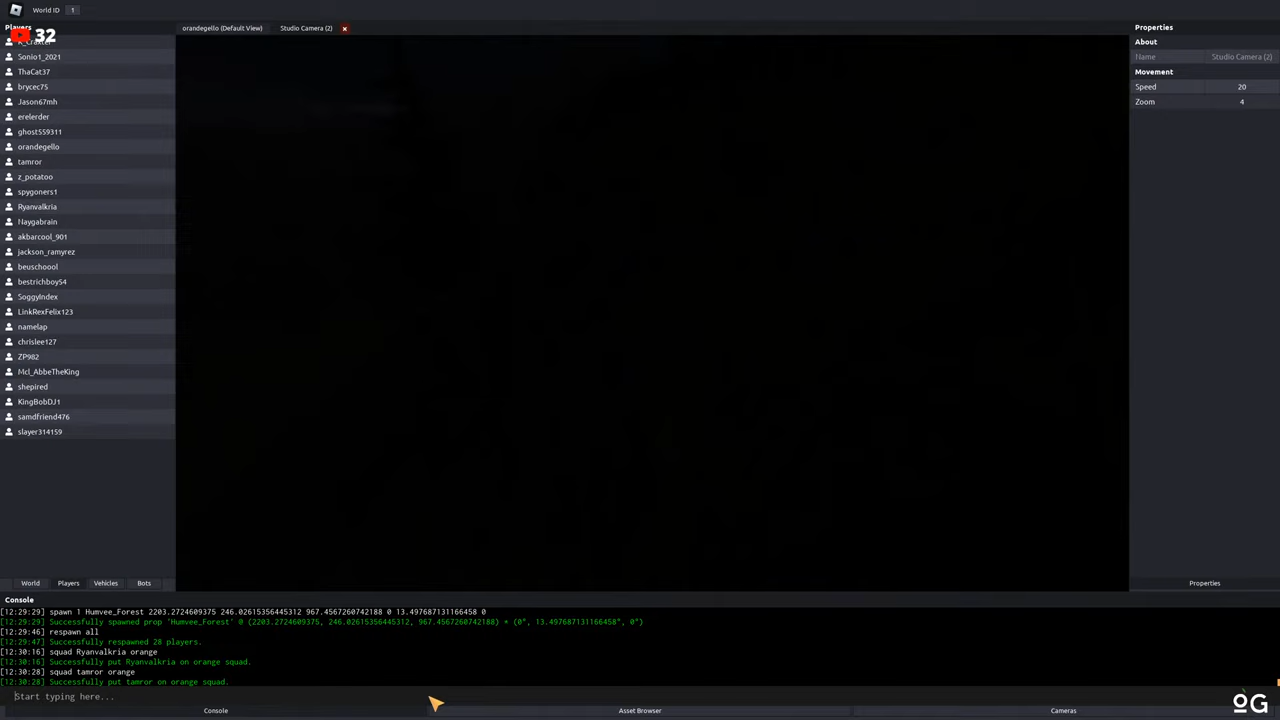 World ID 1
Players
32
orandegello (Default View)
Studio Camera (2)
x
Properties
About
Name Studio Camera (2)
Movement
Speed 20
Zoom 4
Sonio1_2021
ThaCat37
brycec75
Jason67mh
erelerder
ghost559311
orandegello
tamror
z_potatoo
spygoners1
Ryanvalkria
Naygabrain
akbarcool_901
jackson_ramyrez
beuschoool
bestrichboy54
SoggyIndex
LinkRexFelix123
namelap
chrislee127
ZP982
Mcl_AbbeTheKing
shepired
KingBobDJ1
samdfriend476
slayer314159
World Players Vehicles Bots
Properties
Console
[12:29:29] spawn 1 Humvee_Forest 2203.2724609375 246.02615356445312 967.4567260742188 0 13.497687131166458 0
[12:29:29] Successfully spawned prop 'Humvee_Forest' @ (2203.2724609375, 246.02615356445312, 967.4567260742188) * (0°, 13.497687131166458°, 0°)
[12:29:46] respawn all
[12:29:47] Successfully respawned 28 players.
[12:30:16] squad Ryanvalkria orange
[12:30:16] Successfully put Ryanvalkria on orange squad.
[12:30:28] squad tamror orange
[12:30:28] Successfully put tamror on orange squad.
Start typing here...
Console
Asset Browser
Cameras
OG